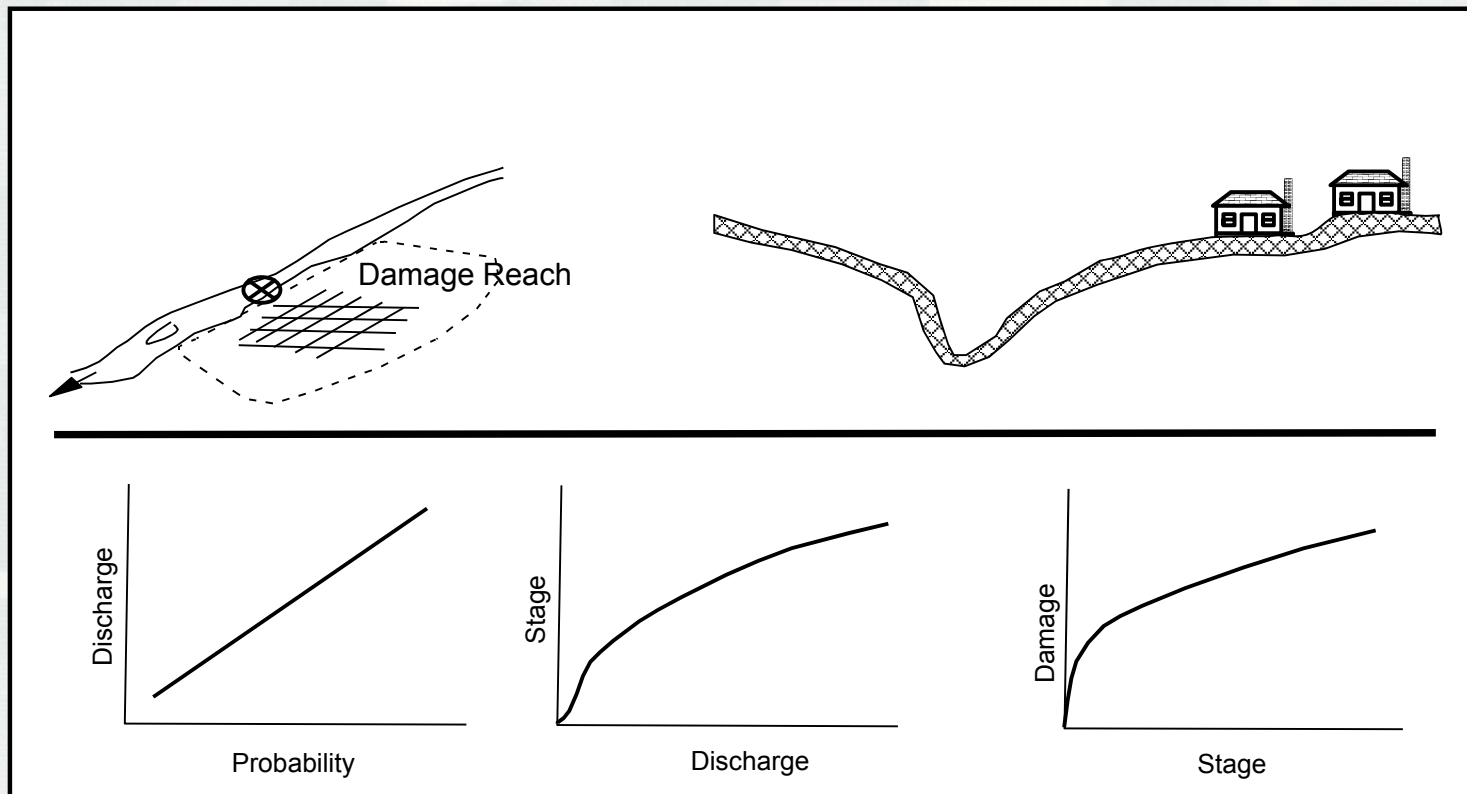 Damage Reach
Discharge
Probability
Stage
Discharge
Damage
Stage